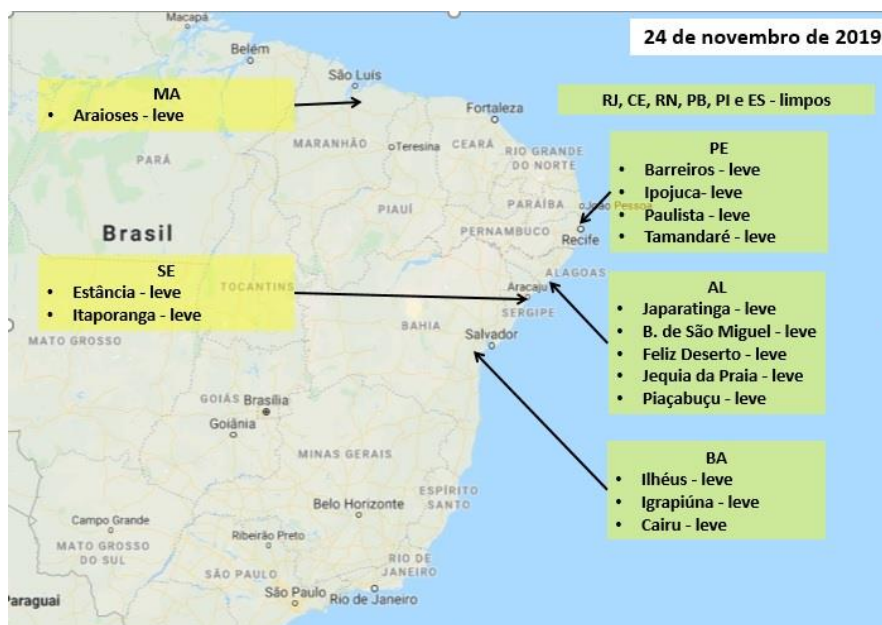 24 de novembro de 2019
Macapá
Belém
São Luís
MA
• Araioses - leve
RJ, CE, RN, PB, PI e ES - limpos
Fortaleza
MARANHÃO
Teresina
CEARÁ
RIO GRANDE
DO NORTE
PARÁ
PE
• Barreiros - leve
• Ipojuca- leve
• Paulista - leve
• Tamandaré - leve
PIAUÍ
PARAÍBA
João Pessoa
PERNAMBUCO
Recife
Brasil
SE
• Estância - leve
• Itaporanga - leve
TOCANTINS
ALAGOAS
Aracaju
SERGIPE
AL
• Japaratinga - leve
• B. de São Miguel - leve
• Feliz Deserto - leve
• Jequia da Praia - leve
• Piaçabuçu - leve
BAHIA
Salvador
MATO GROSSO
GOIÁS
Brasília
Goiânia
MINAS GERAIS
BA
• Ilhéus - leve
• Igrapiúna - leve
• Cairu - leve
ESPÍRITO
SANTO
Belo Horizonte
Campo Grande
Ribeirão Preto
MATO GROSSO
DO SUL
SÃO PAULO
RIO DE
JANEIRO
São Paulo
Rio de Janeiro
Paraguai